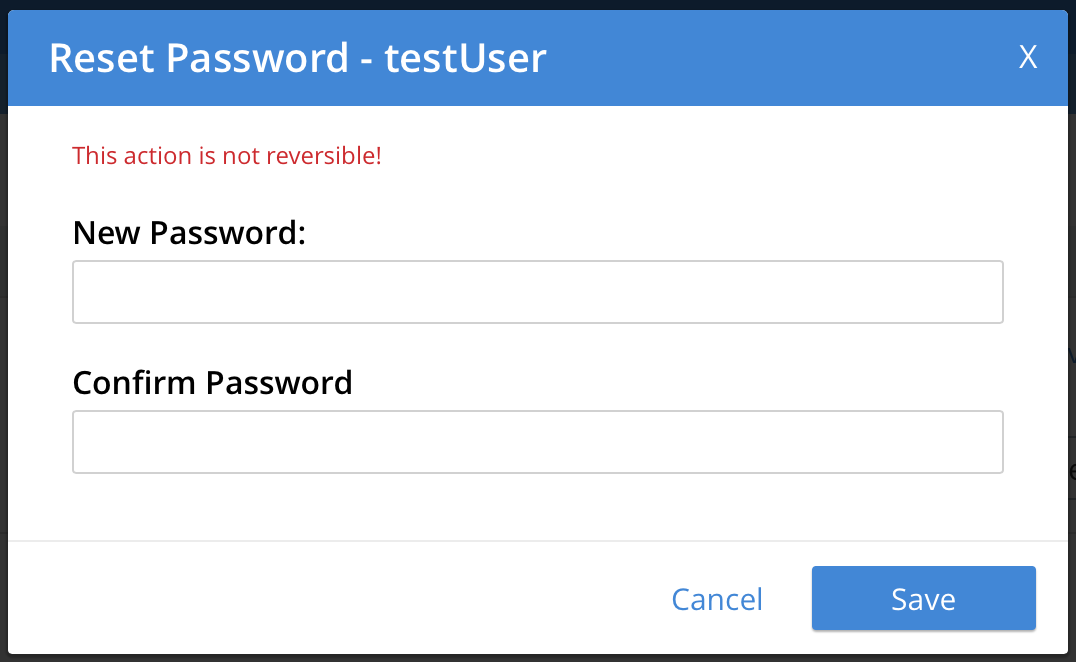 Reset Password - testUser X
This action is not reversible!
New Password:
Confirm Password
Cancel Save